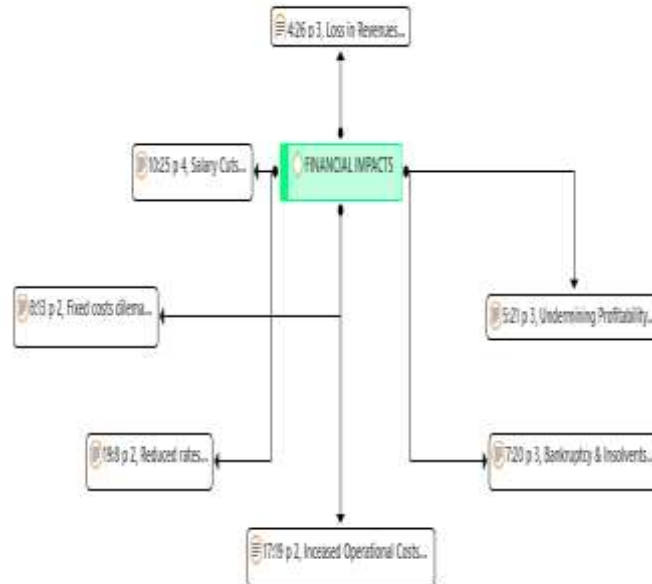 4:26 p 3, Loss in Revenues...
10:25 p 4, Salary Cuts...
FINANCIAL IMPACTS
8:13 p 2, Fixed costs dilema...
5:21 p 3, Undermining Profitability...
19:8 p 2, Reduced rates...
7:20 p 3, Bankruptcy & Insolvents...
17:19 p 2, Inceased Operational Costs...